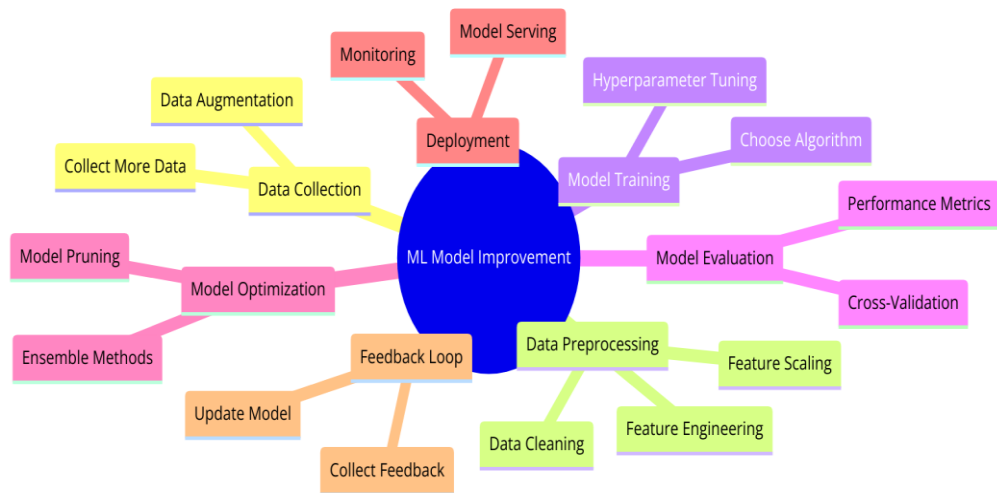 Model Serving
Monitoring
Hyperparameter Tuning
Data Augmentation
Deployment
Choose Algorithm
Collect More Data
Data Collection
Model Training
Performance Metrics
Model Pruning
ML Model Improvement
Model Evaluation
Model Optimization
Cross-Validation
Ensemble Methods
Feedback Loop
Data Preprocessing
Feature Scaling
Update Model
Feature Engineering
Data Cleaning
Collect Feedback